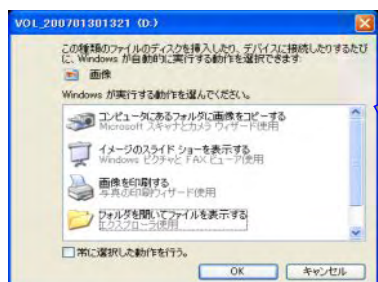 VOL_200701301321 (D:)
この種類のファイルのディスクを挿入したり、デバイスに接続したりするたび
に、Windows が自動的に実行する動作を選択できます:
画像
Windows が実行する動作を選んでください。
コンピュータにあるフォルダに画像をコピーする
Microsoft スキャナとカメラ ウィザード使用
イメージのスライド ショーを表示する
Windows ピクチャと FAX ビューア使用
画像を印刷する
写真の印刷ウィザード使用
フォルダを開いてファイルを表示する
エクスプローラ使用
常に選択した動作を行う。
OK
キャンセル